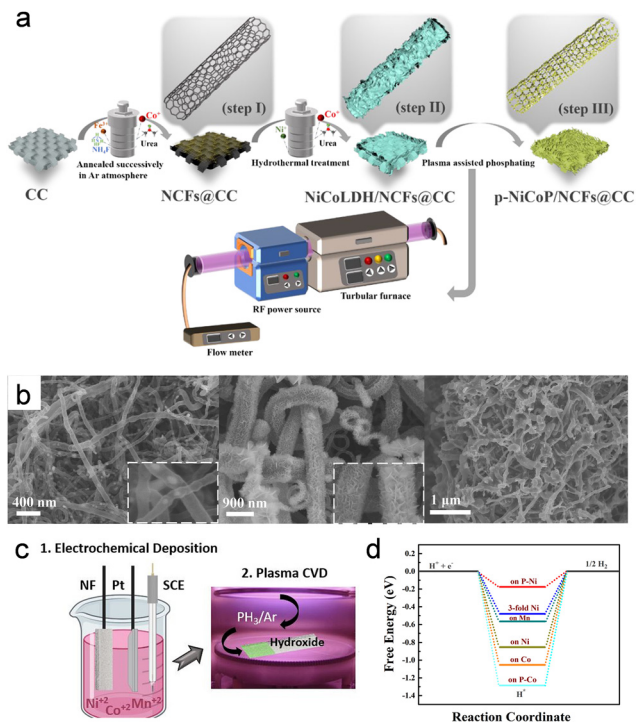 a
(step I)
(step II)
(step III)
Co⁺
Urea
Annealed successively
in Ar atmosphere
Co⁺
Urea
Hydrothermal treatment
Plasma assisted phosphating
CC
NCFs@CC
NiCoLDH/NCFs@CC
p-NiCoP/NCFs@CC
RF power source
Turbular furnace
Flow meter
b
400 nm
900 nm
1 μm
c
1. Electrochemical Deposition
NF
Pt
SCE
Ni⁺²
Co⁺²
Mn⁺²
2. Plasma CVD
PH₃/Ar
Hydroxide
d
Free Energy (eV)
0.0
-0.2
-0.4
-0.6
-0.8
-1.0
-1.2
-1.4
H⁺ + e⁻
1/2 H₂
on P-Ni
3-fold Ni
on Mn
on Ni
on Co
on P-Co
Reaction Coordinate